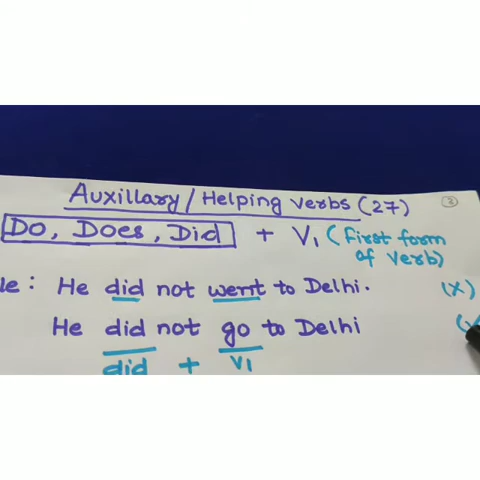 Auxillary/Helping verbs (27)
2
Do, Does, Did + V1 (First form of verb)
le: He did not went to Delhi. (X)
He did not go to Delhi
did + V1